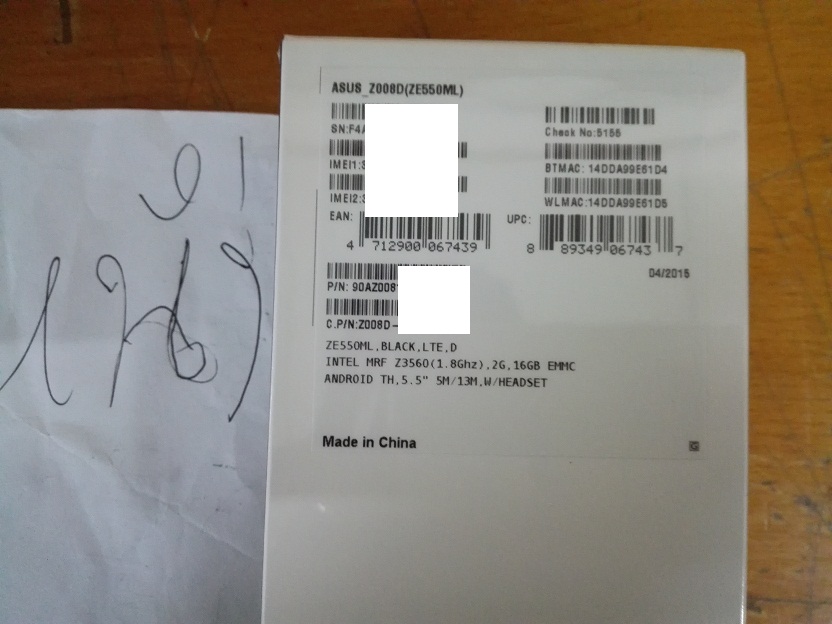 ASUS_Z008D(ZE550ML)
SN:F4A
Check No:5155
IMEI1:
BTMAC: 14DDA99E61D4
IMEI2:
WLMAC:14DDA99E61D5
EAN:
4 712900 067439
UPC:
8 89349 06743 7
04/2015
P/N: 90AZ008
C.P/N:Z008D-
ZE550ML,BLACK,LTE,D
INTEL MRF Z3560(1.8Ghz),2G,16GB EMMC
ANDROID TH,5.5" 5M/13M,W/HEADSET
Made in China